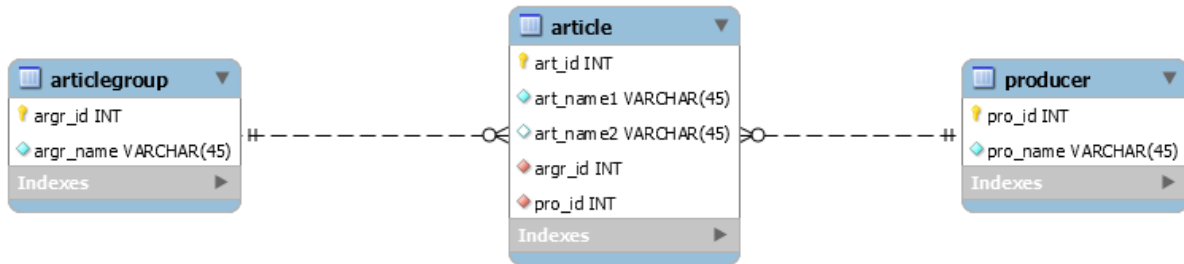 articlegroup
argr_id INT
argr_name VARCHAR(45)
Indexes
article
art_id INT
art_name1 VARCHAR(45)
art_name2 VARCHAR(45)
argr_id INT
pro_id INT
Indexes
producer
pro_id INT
pro_name VARCHAR(45)
Indexes